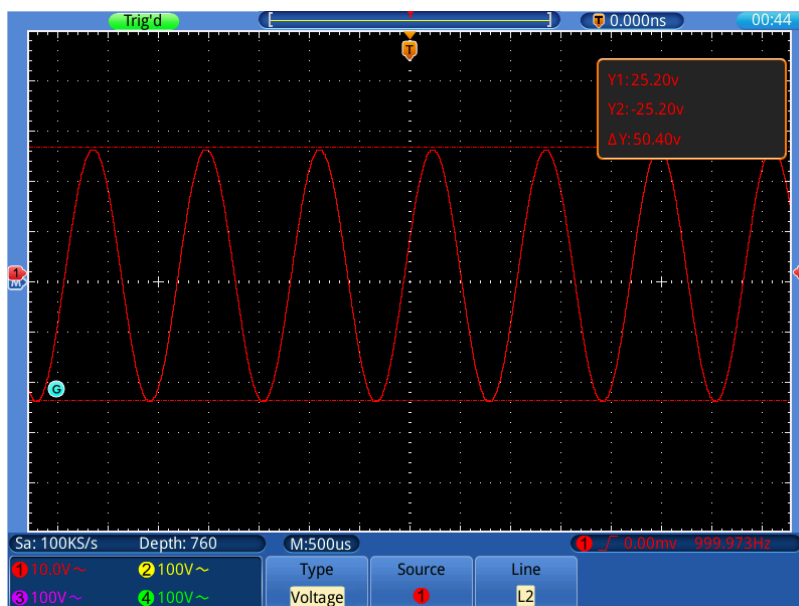 Trig'd
T 0.000ns
00:44
T
Y1: 25.20v
Y2: -25.20v
ΔY: 50.40v
1
M
G
Sa: 100KS/s Depth: 760
M:500us
1 0.00mv 999.973Hz
1 10.0V~ 2 100V~
3 100V~ 4 100V~
Type Source Line
Voltage 1 L2